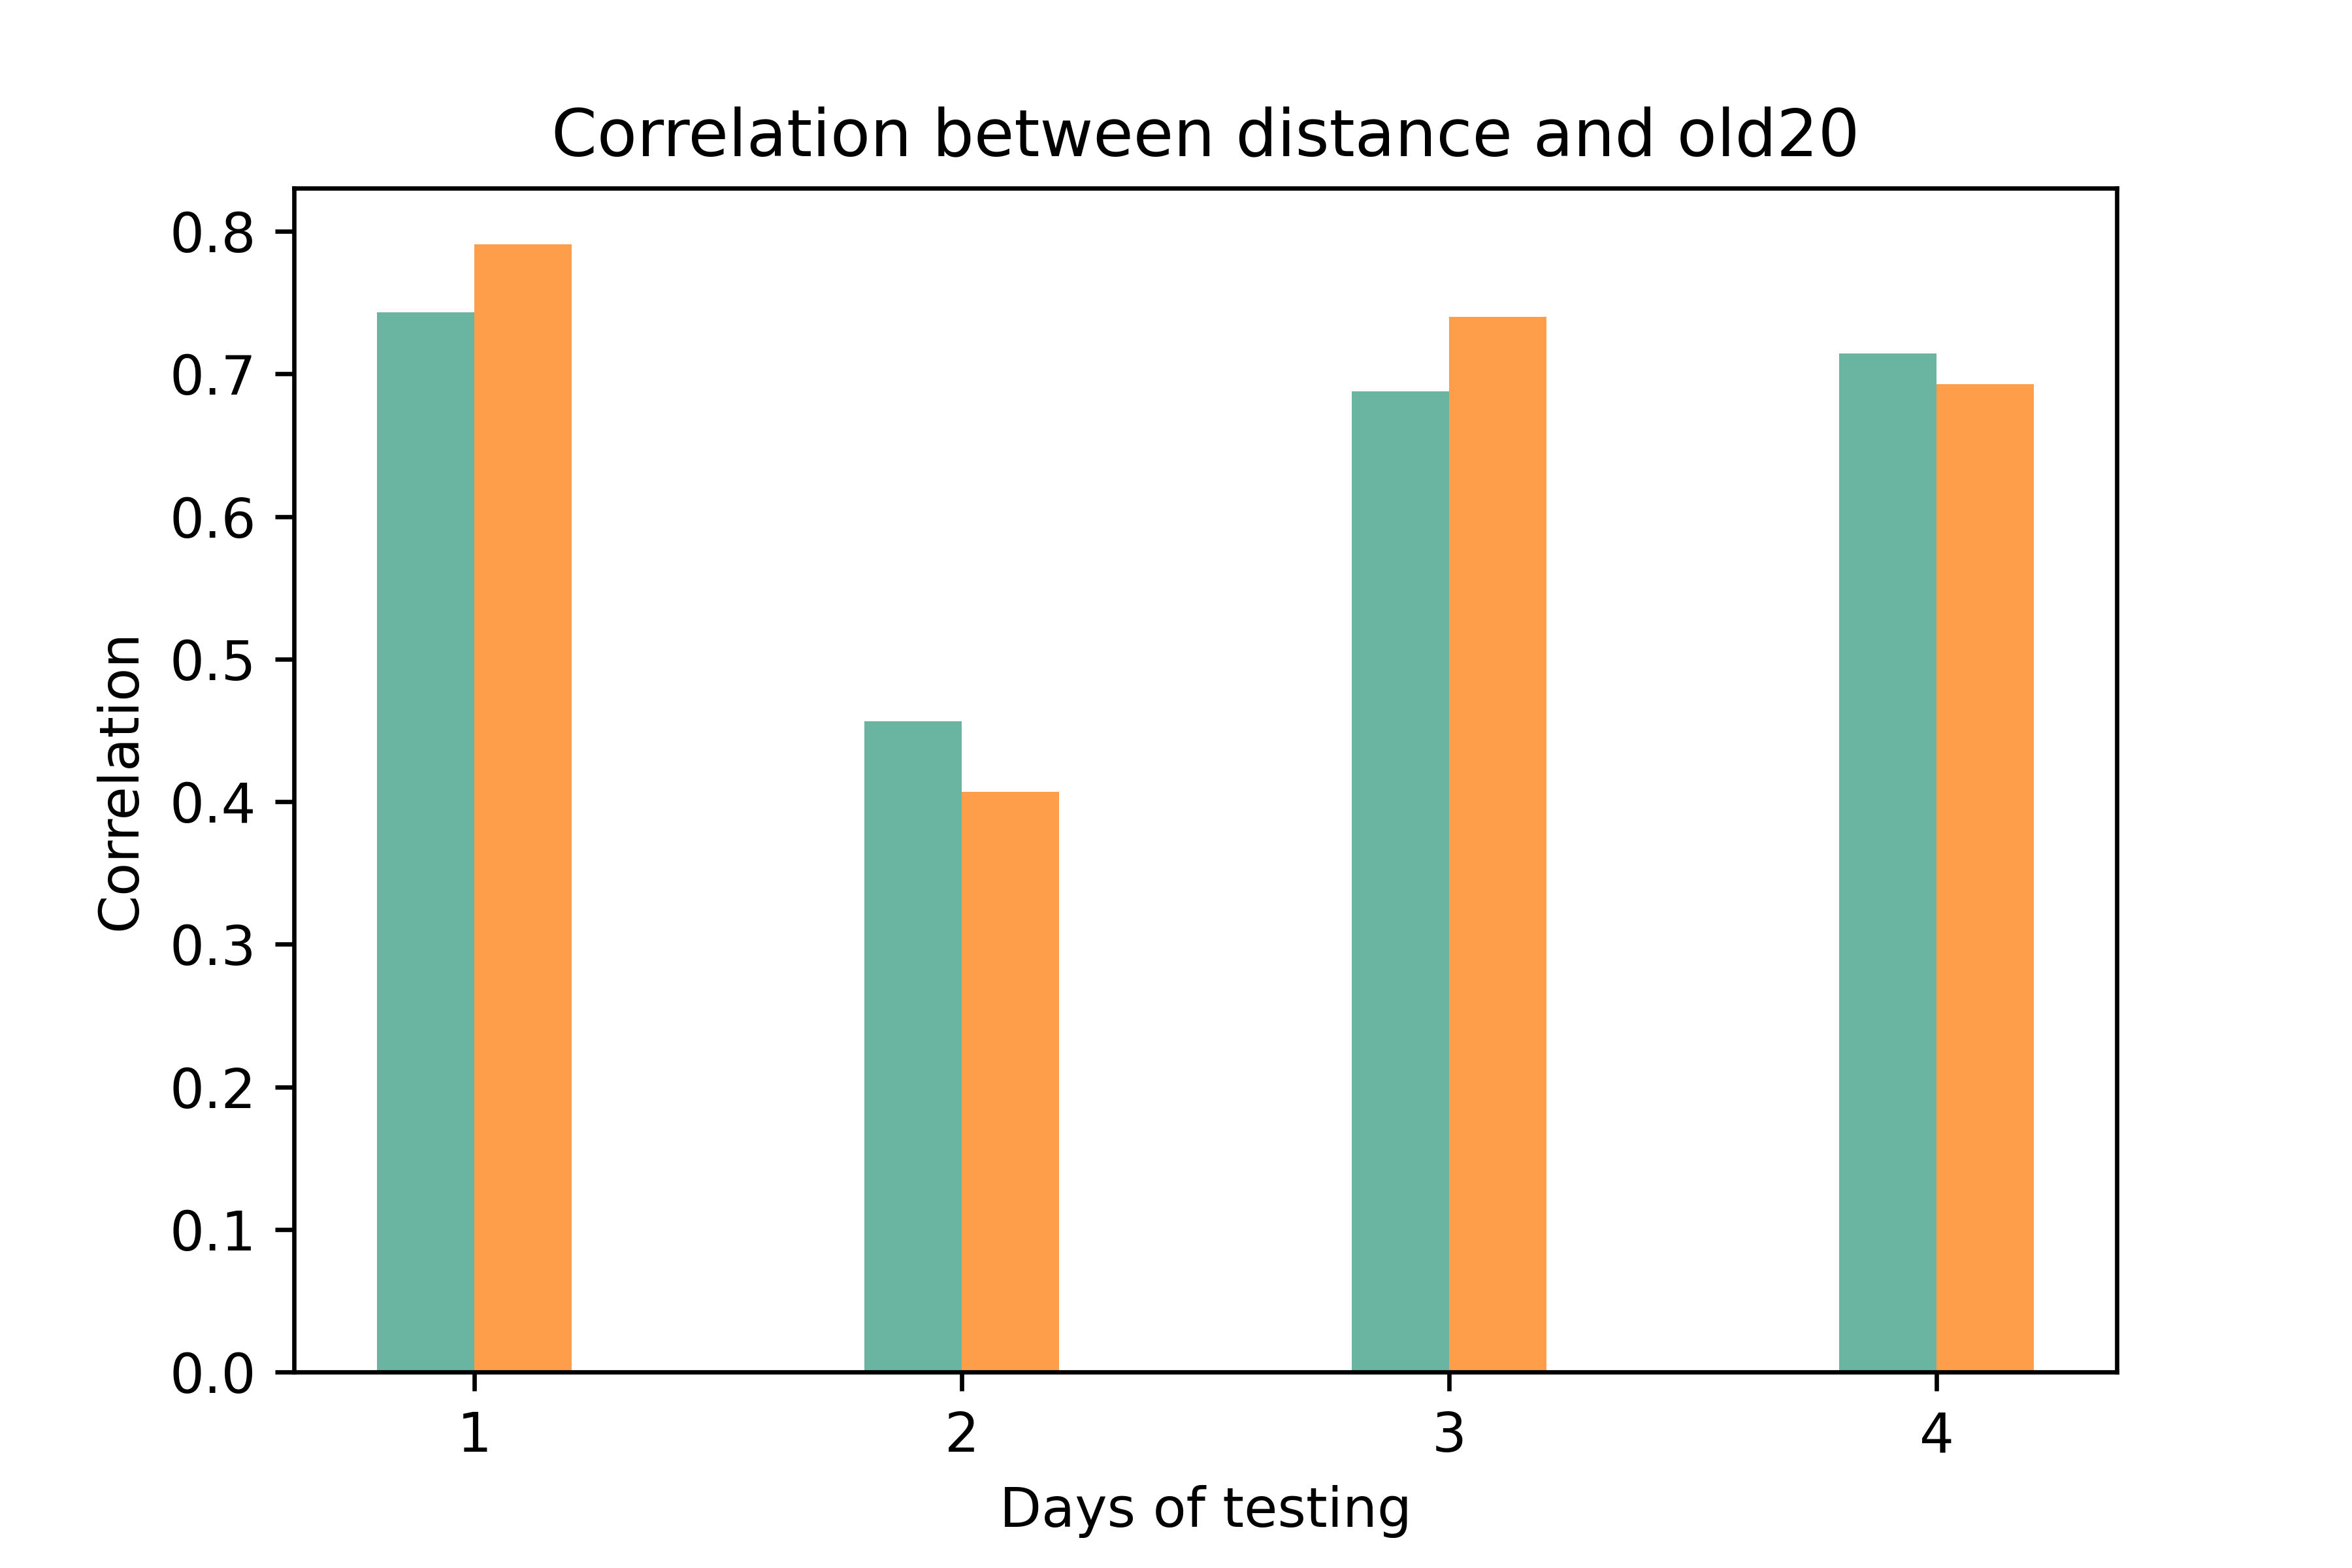 Correlation between distance and old20
Correlation
0.8
0.7
0.6
0.5
0.4
0.3
0.2
0.1
0.0
1 2 3 4
Days of testing